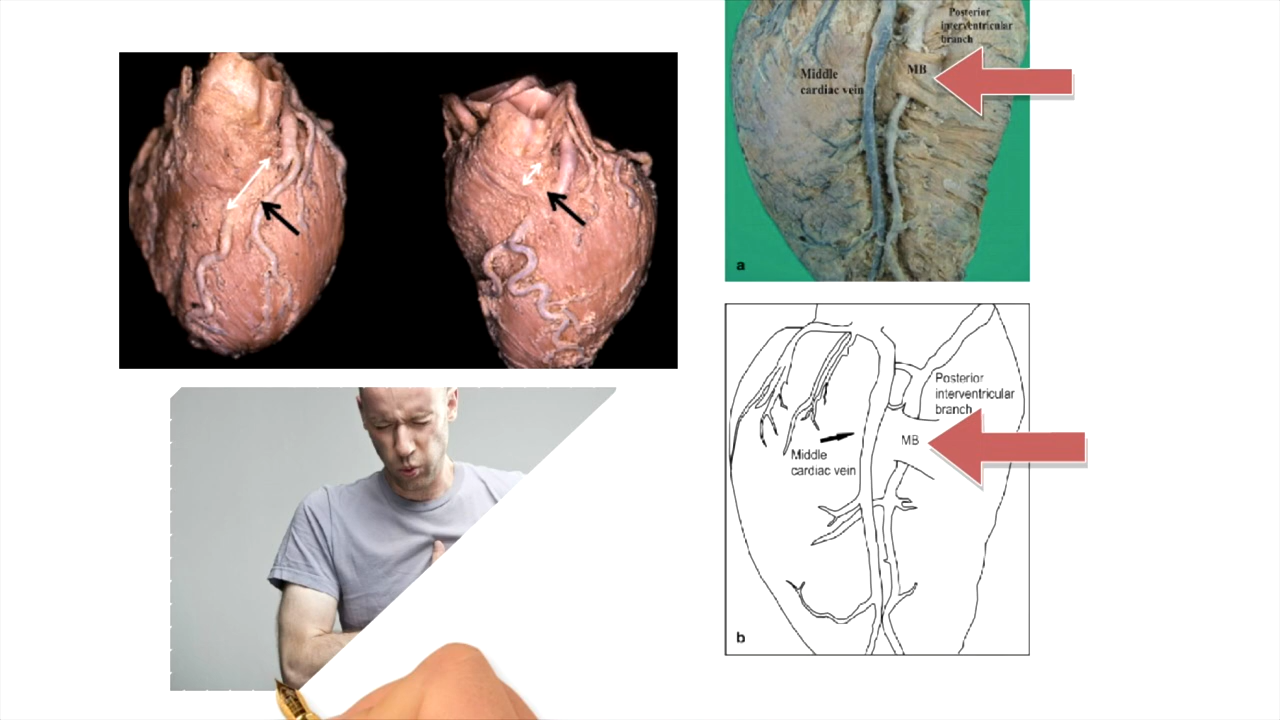 Posterior
interventricular
branch
MB
Middle
cardiac vein
a
Posterior
interventricular
branch
MB
Middle
cardiac vein
b